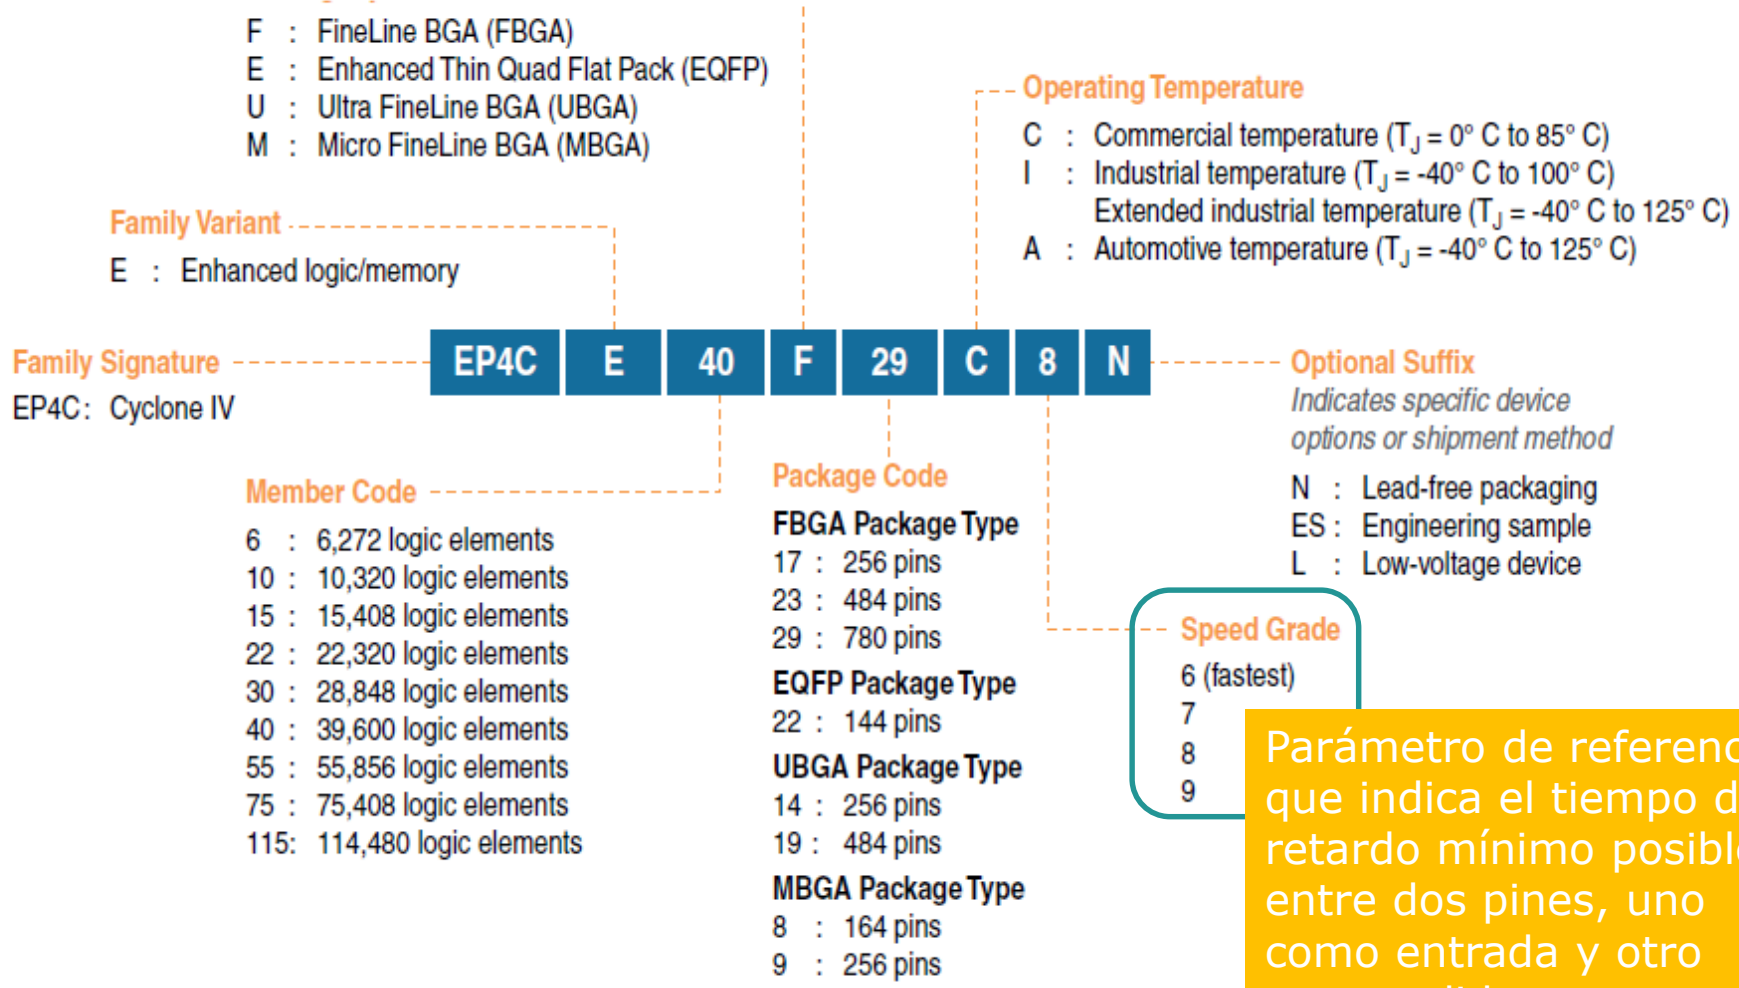 F : FineLine BGA (FBGA)
E : Enhanced Thin Quad Flat Pack (EQFP)
U : Ultra FineLine BGA (UBGA)
M : Micro FineLine BGA (MBGA)
Operating Temperature
C : Commercial temperature (TJ = 0° C to 85° C)
I : Industrial temperature (TJ = -40° C to 100° C)
Extended industrial temperature (TJ = -40° C to 125° C)
A : Automotive temperature (TJ = -40° C to 125° C)
Family Variant
E : Enhanced logic/memory
Family Signature
EP4C: Cyclone IV
EP4C E 40 F 29 C 8 N
Optional Suffix
Indicates specific device
options or shipment method
N : Lead-free packaging
ES : Engineering sample
L : Low-voltage device
Member Code
6 : 6,272 logic elements
10 : 10,320 logic elements
15 : 15,408 logic elements
22 : 22,320 logic elements
30 : 28,848 logic elements
40 : 39,600 logic elements
55 : 55,856 logic elements
75 : 75,408 logic elements
115: 114,480 logic elements
Package Code
FBGA Package Type
17 : 256 pins
23 : 484 pins
29 : 780 pins
EQFP Package Type
22 : 144 pins
UBGA Package Type
14 : 256 pins
19 : 484 pins
MBGA Package Type
8 : 164 pins
9 : 256 pins
Speed Grade
6 (fastest)
7
8
9
Parámetro de referenc
que indica el tiempo d
retardo mínimo posibl
entre dos pines, uno
como entrada y otro